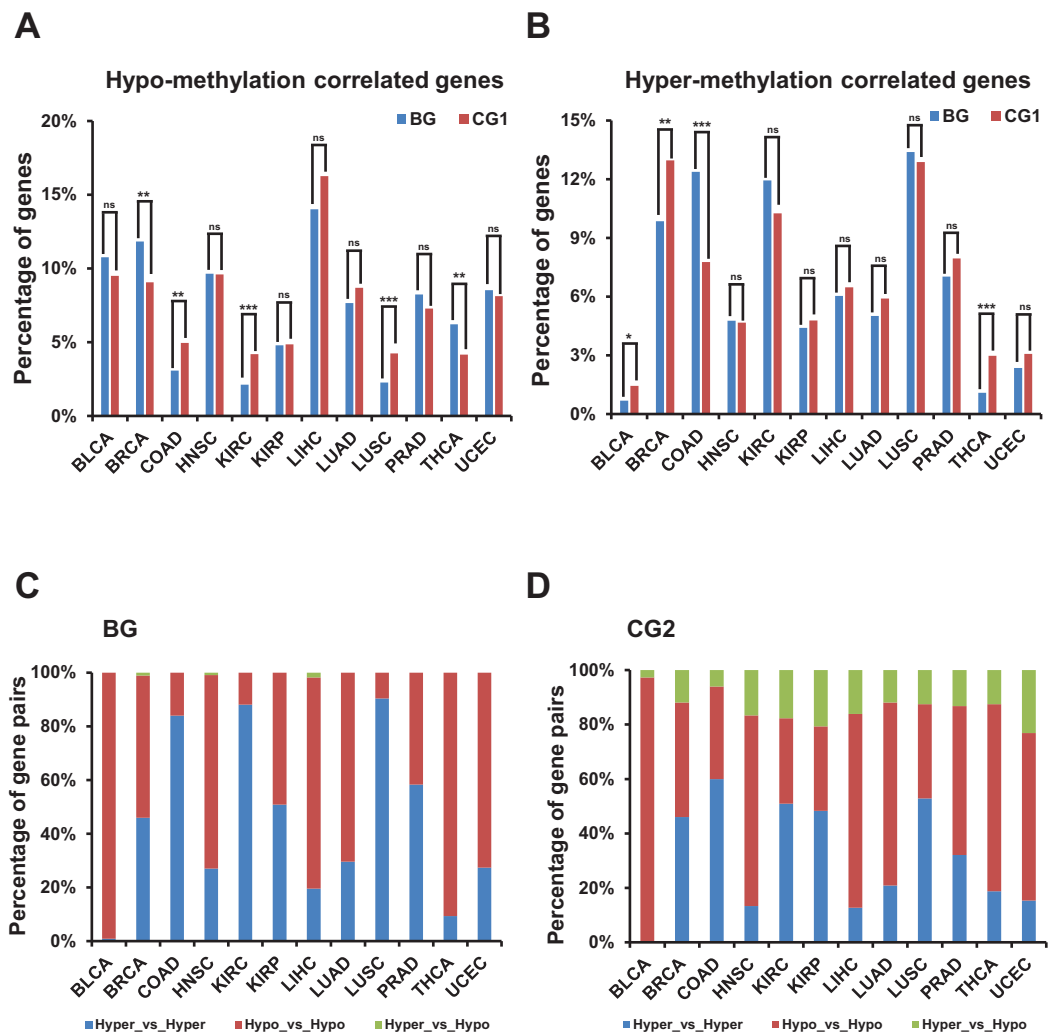 A
Hypo-methylation correlated genes
BG CG1
Percentage of genes
20%
15%
10%
5%
0%
ns ** ** ns *** ns ns ns *** ns ** ns
BLCA BRCA COAD HNSC KIRC KIRP LIHC LUAD LUSC PRAD THCA UCEC
B
Hyper-methylation correlated genes
BG CG1
Percentage of genes
15%
12%
9%
6%
3%
0%
* ** *** ns ns ns ns ns ns ns *** ns
BLCA BRCA COAD HNSC KIRC KIRP LIHC LUAD LUSC PRAD THCA UCEC
C
BG
Percentage of gene pairs
100%
80%
60%
40%
20%
0%
BLCA BRCA COAD HNSC KIRC KIRP LIHC LUAD LUSC PRAD THCA UCEC
Hyper_vs_Hyper Hypo_vs_Hypo Hyper_vs_Hypo
D
CG2
Percentage of gene pairs
100%
80%
60%
40%
20%
0%
BLCA BRCA COAD HNSC KIRC KIRP LIHC LUAD LUSC PRAD THCA UCEC
Hyper_vs_Hyper Hypo_vs_Hypo Hyper_vs_Hypo